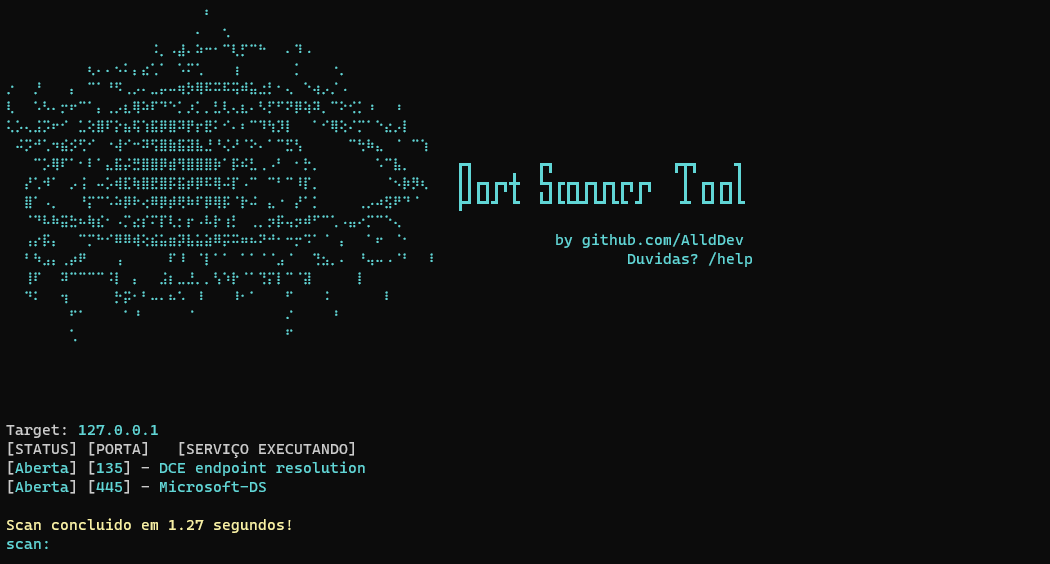 Port Scanner Tool
by github.com/AlldDev
Duvidas? /help
Target: 127.0.0.1
[STATUS] [PORTA]   [SERVIÇO EXECUTANDO]
[Aberta] [135] - DCE endpoint resolution
[Aberta] [445] - Microsoft-DS
Scan concluido em 1.27 segundos!
scan: